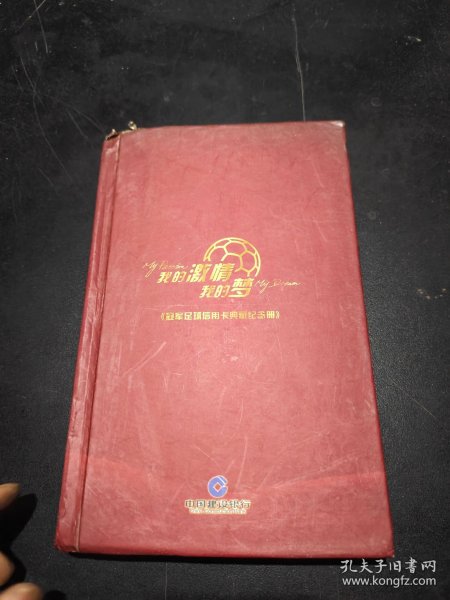 My Passion
我的激情
我的梦
My Dream
《冠军足球信用卡典藏纪念册》
中国建设银行
孔夫子旧书网
www.kongfz.com